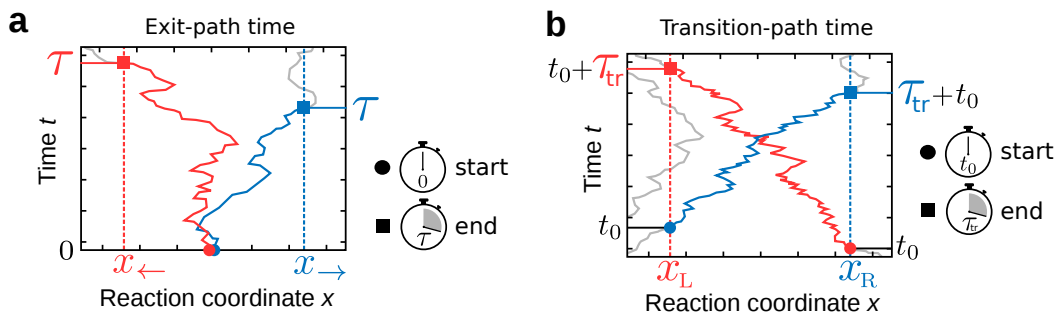 a
Exit-path time
τ
τ
Time t
0
x←
x→
Reaction coordinate x
0
start
τ
end
b
Transition-path time
t₀+τtr
τtr+t₀
Time t
t₀
t₀
xL
xR
Reaction coordinate x
t₀
start
τtr
end